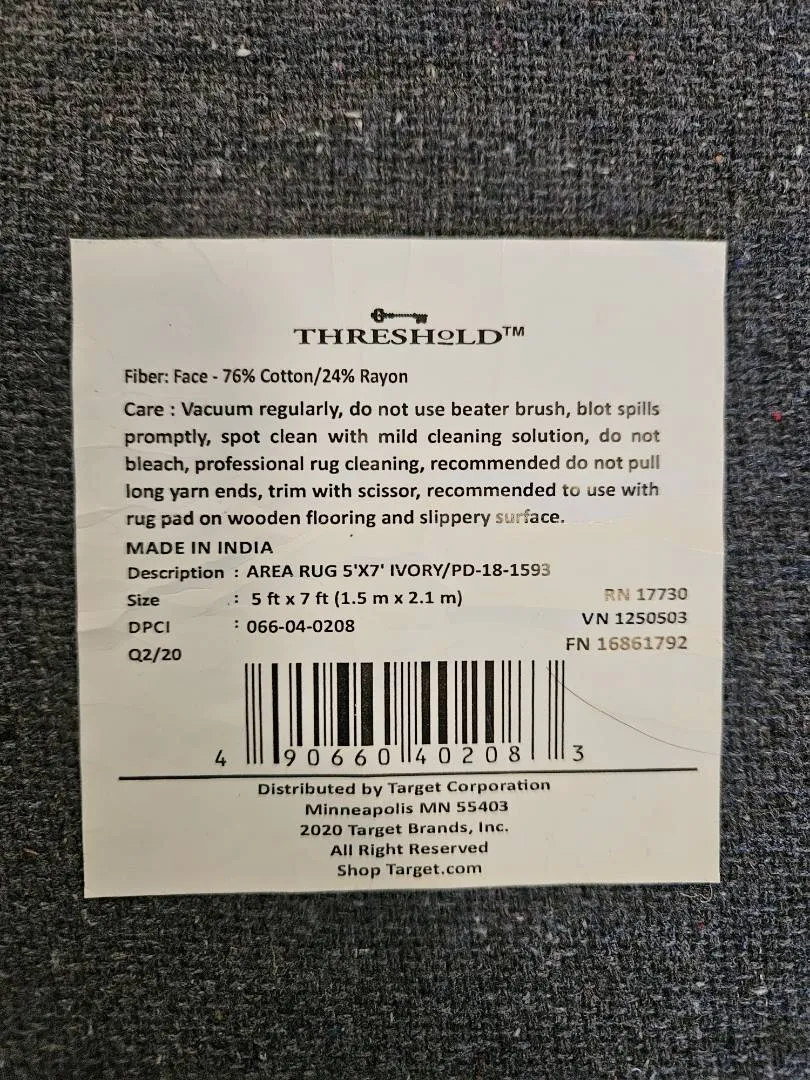 THRESHOLD™
Fiber: Face - 76% Cotton/24% Rayon
Care : Vacuum regularly, do not use beater brush, blot spills
promptly, spot clean with mild cleaning solution, do not
bleach, professional rug cleaning, recommended do not pull
long yarn ends, trim with scissor, recommended to use with
rug pad on wooden flooring and slippery surface.
MADE IN INDIA
Description : AREA RUG 5'X7' IVORY/PD-18-1593
Size : 5 ft x 7 ft (1.5 m x 2.1 m)
RN 17730
DPCI : 066-04-0208
VN 1250503
Q2/20
FN 16861792
4 90660 40208 3
Distributed by Target Corporation
Minneapolis MN 55403
2020 Target Brands, Inc.
All Right Reserved
Shop Target.com